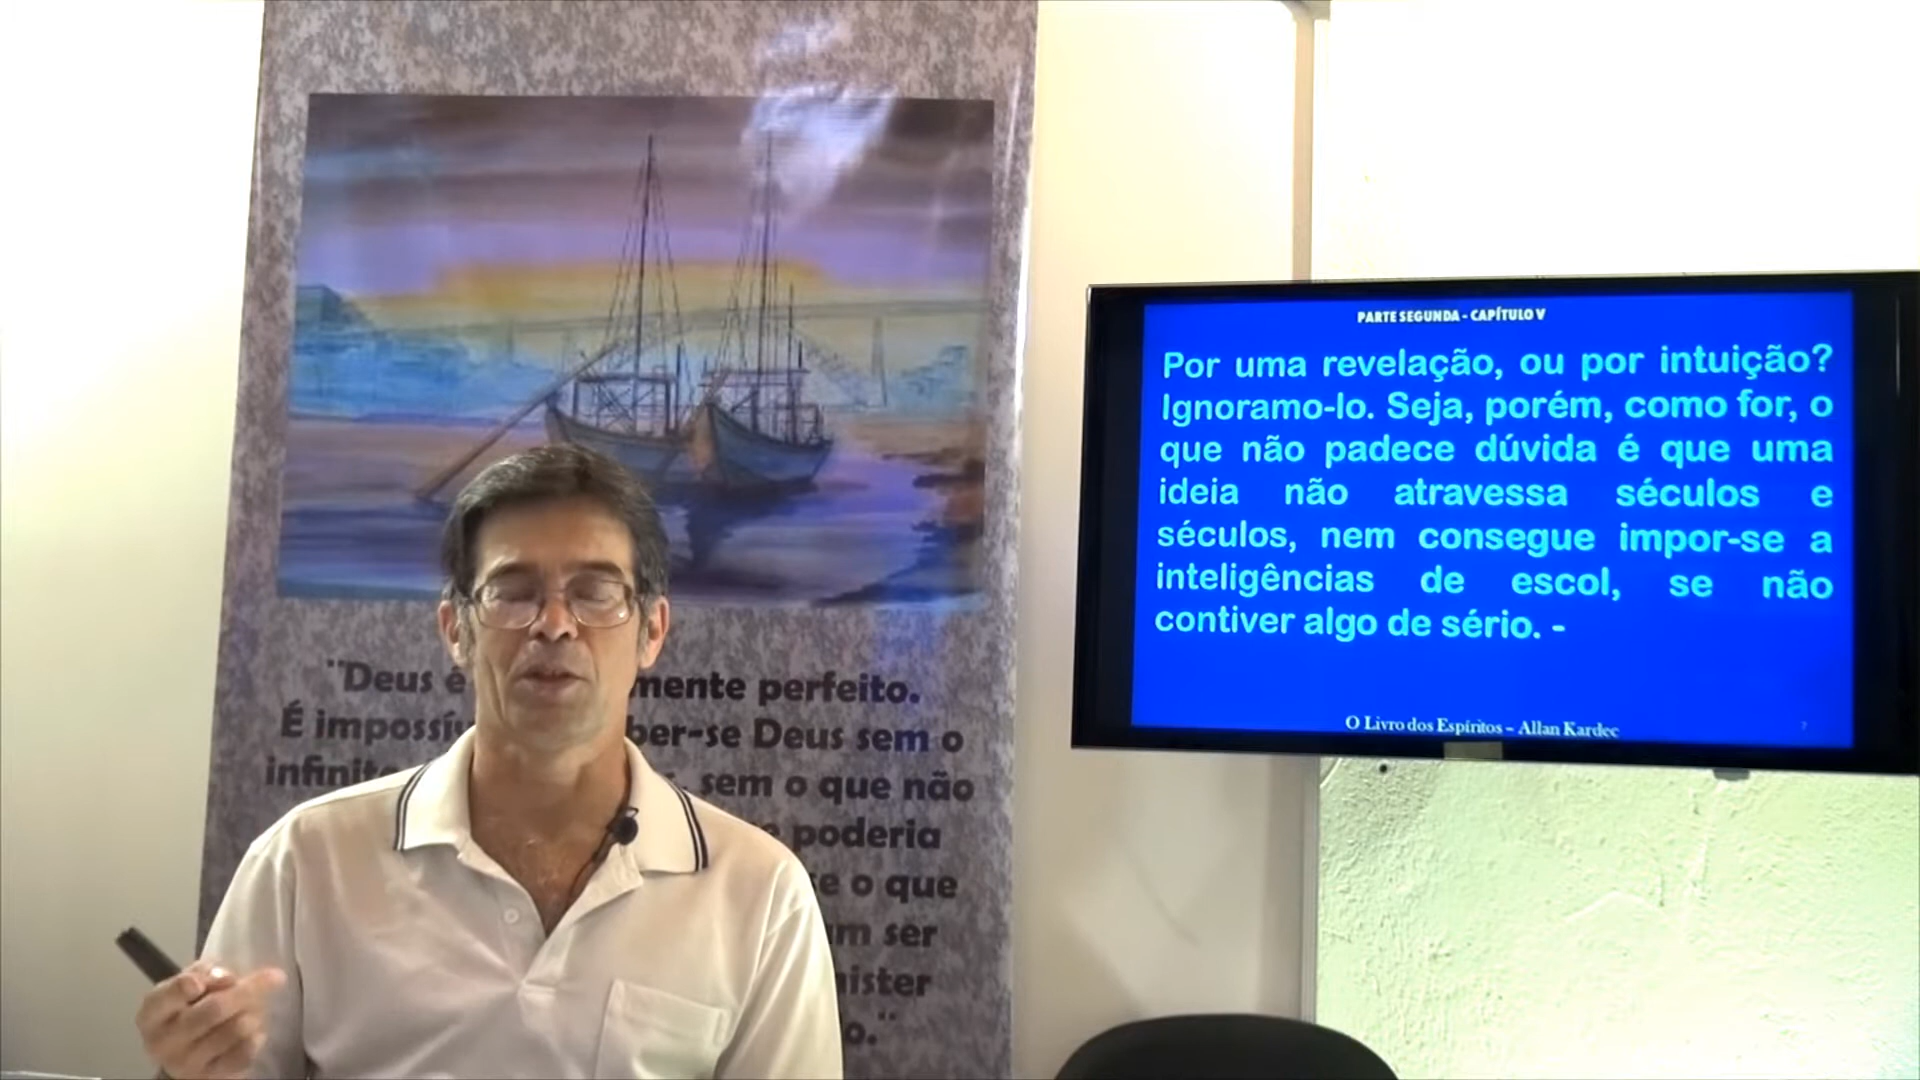 ¨Deus é mente perfeito.
É impossív ber-se Deus sem o
infinito , sem o que não
poderia
e o que
m ser
ister
o.¨
PARTE SEGUNDA - CAPÍTULO V
Por uma revelação, ou por intuição?
Ignoramo-lo. Seja, porém, como for, o
que não padece dúvida é que uma
ideia não atravessa séculos e
séculos, nem consegue impor-se a
inteligências de escol, se não
contiver algo de sério. -
O Livro dos Espíritos – Allan Kardec
7